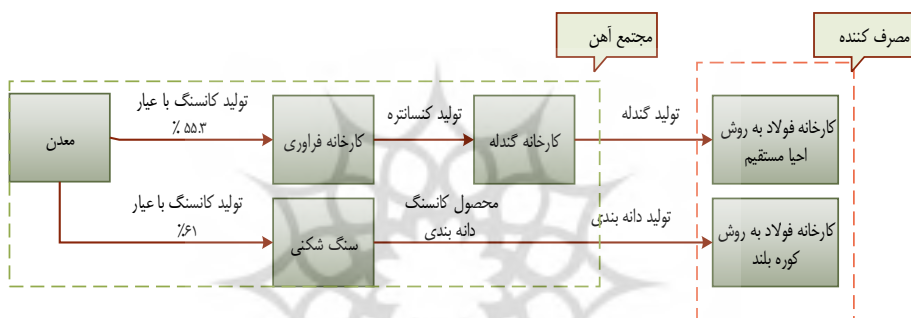 مصرف کننده
مجتمع آهن
معدن
تولید کانسنگ با عیار
٪ ۵۵.۳
کارخانه فراوری
تولید کنسانتره
کارخانه گندله
تولید گندله
کارخانه فولاد به روش
احیا مستقیم
تولید کانسنگ با عیار
٪۶۱
سنگ شکنی
محصول کانسنگ
دانه بندی
تولید دانه بندی
کارخانه فولاد به روش
کوره بلند